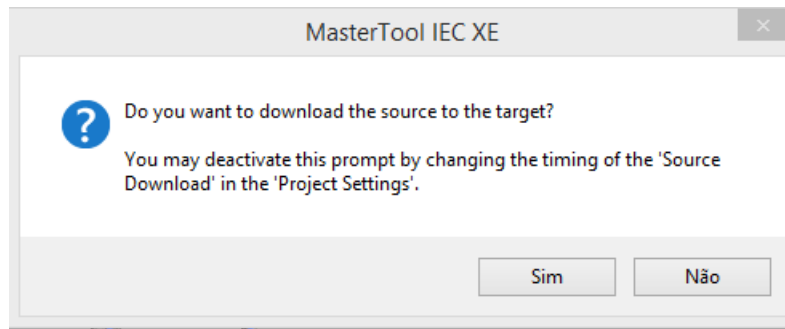 MasterTool IEC XE
Do you want to download the source to the target?
You may deactivate this prompt by changing the timing of the 'Source
Download' in the 'Project Settings'.
Sim
Não